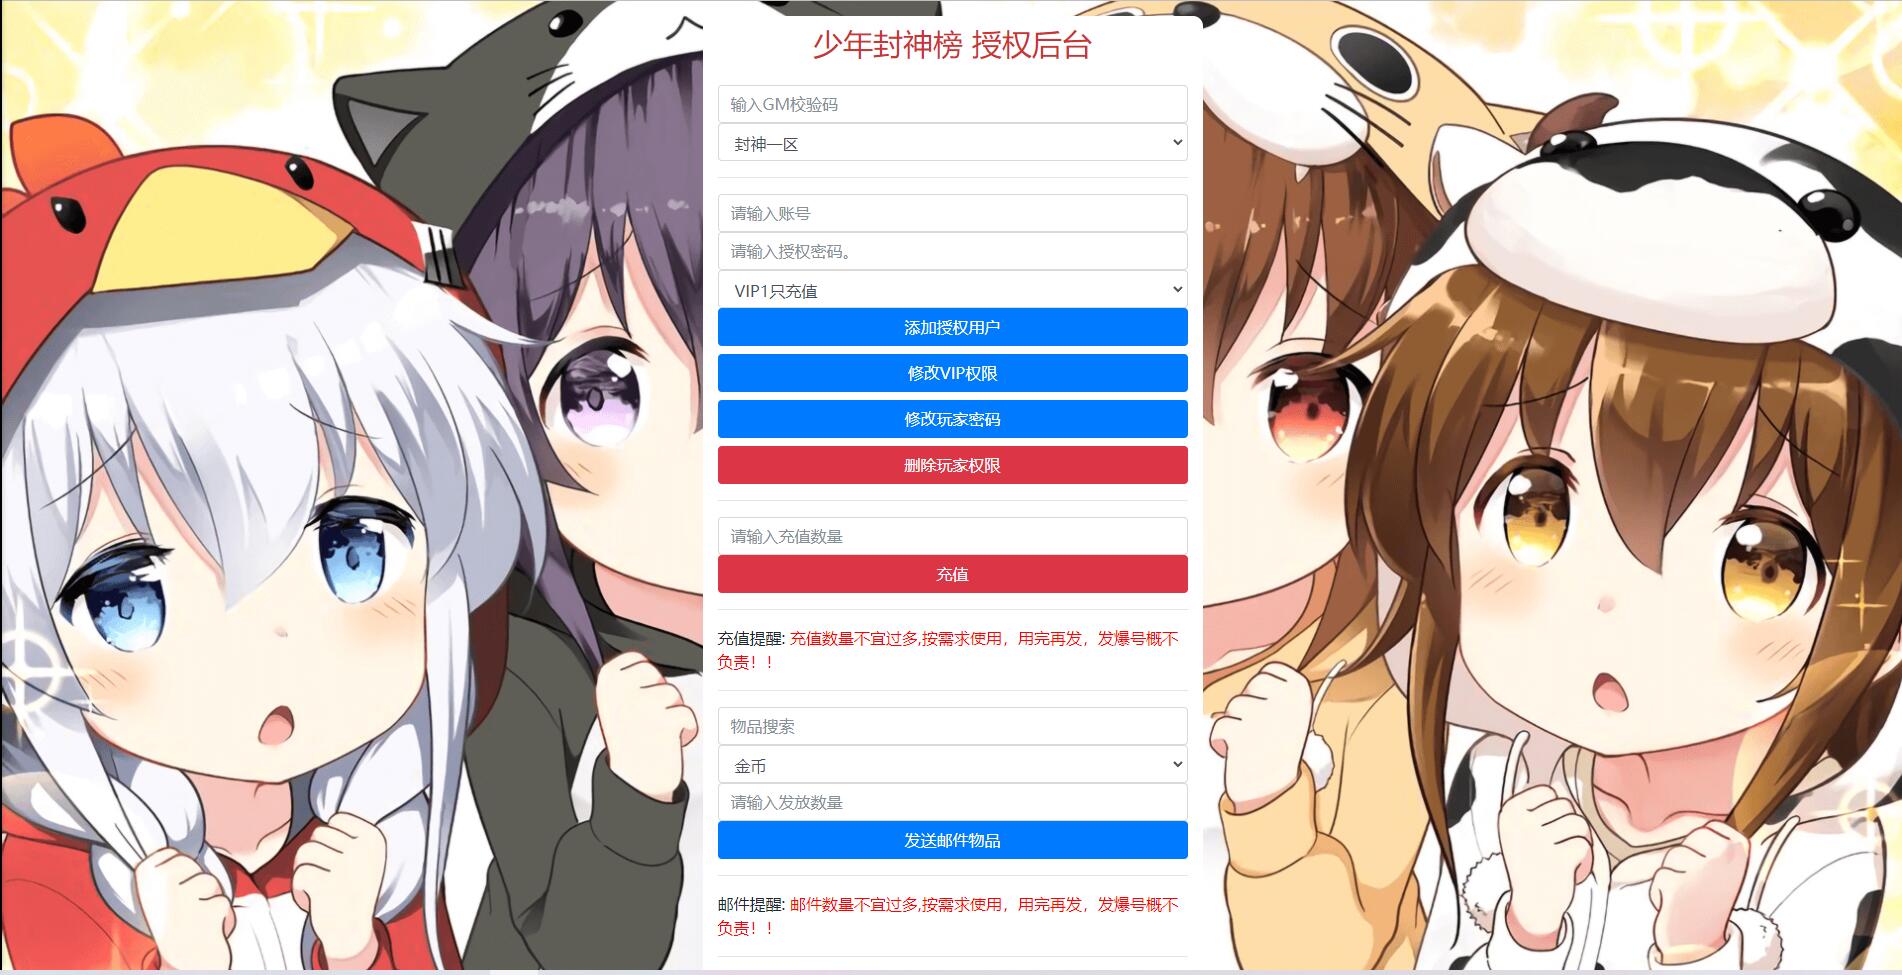 少年封神榜 授权后台
输入GM校验码
封神一区
请输入账号
请输入授权密码。
VIP1只充值
添加授权用户
修改VIP权限
修改玩家密码
删除玩家权限
请输入充值数量
充值
充值提醒: 充值数量不宜过多,按需求使用，用完再发，发爆号概不
负责！！
物品搜索
金币
请输入发放数量
发送邮件物品
邮件提醒: 邮件数量不宜过多,按需求使用，用完再发，发爆号概不
负责！！